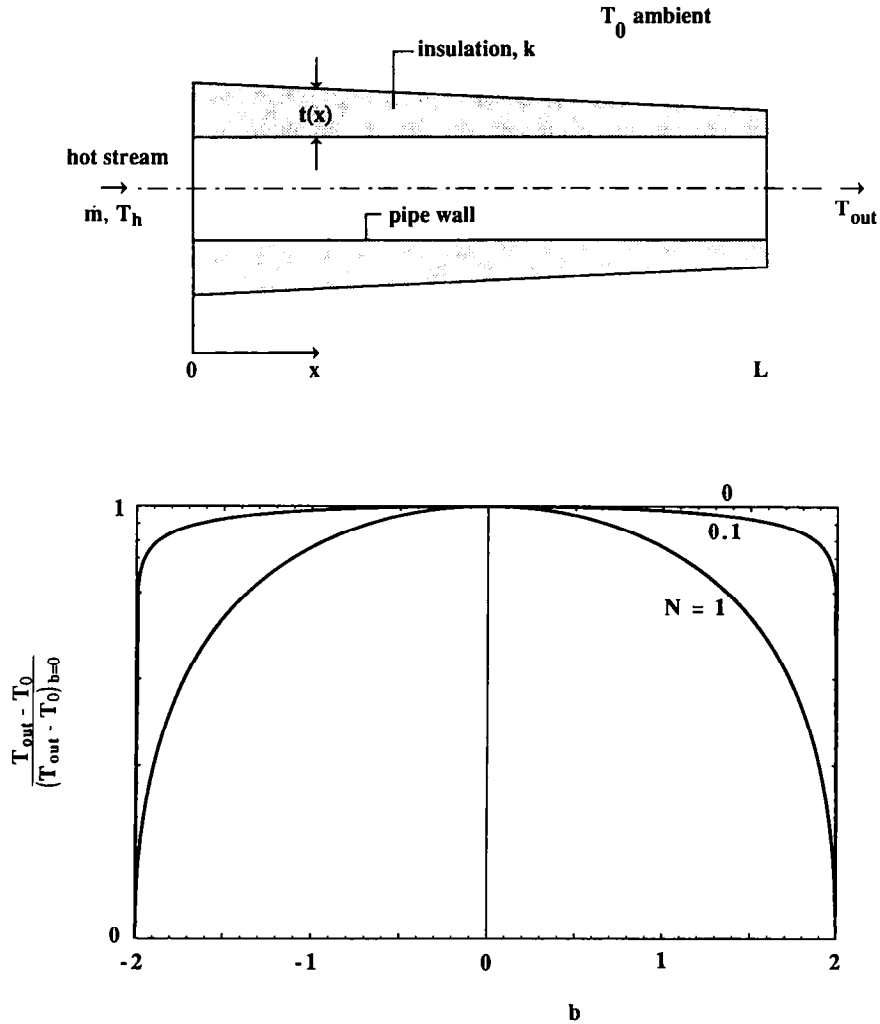 T0 ambient
insulation, k
t(x)
hot stream
ṁ, Th
pipe wall
Tout
0
x
L
0
1
0.1
N = 1
Tout - T0
(Tout - T0)b=0
0
-2
-1
0
1
2
b